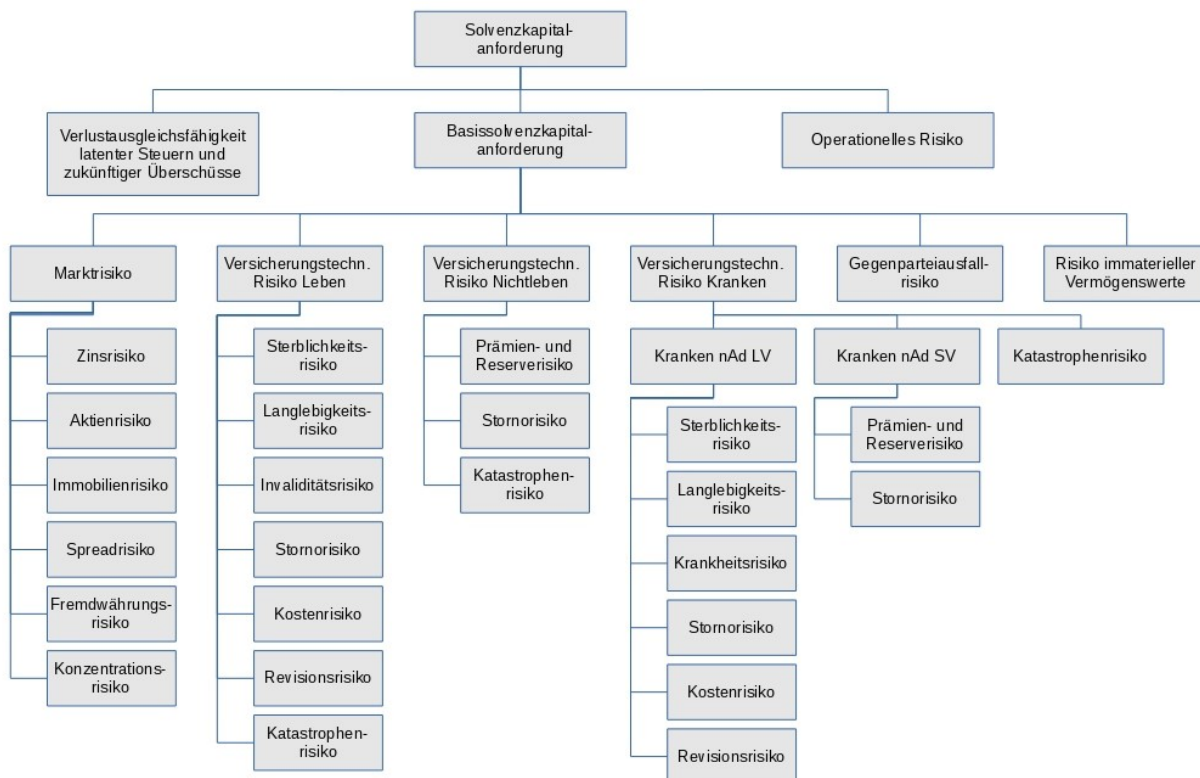 Solvenzkapital-
anforderung
Verlustausgleichsfähigkeit
latenter Steuern und
zukünftiger Überschüsse
Basissolvenzkapital-
anforderung
Operationelles Risiko
Marktrisiko
Versicherungstechn.
Risiko Leben
Versicherungstechn.
Risiko Nichtleben
Versicherungstechn.
Risiko Kranken
Gegenparteiausfall-
risiko
Risiko immaterieller
Vermögenswerte
Zinsrisiko
Aktienrisiko
Immobilienrisiko
Spreadrisiko
Fremdwährungs-
risiko
Konzentrations-
risiko
Sterblichkeits-
risiko
Langlebigkeits-
risiko
Invaliditätsrisiko
Stornorisiko
Kostenrisiko
Revisionsrisiko
Katastrophen-
risiko
Prämien- und
Reserverisiko
Stornorisiko
Katastrophen-
risiko
Kranken nAd LV
Sterblichkeits-
risiko
Langlebigkeits-
risiko
Krankheitsrisiko
Stornorisiko
Kostenrisiko
Revisionsrisiko
Kranken nAd SV
Prämien- und
Reserverisiko
Stornorisiko
Katastrophenrisiko